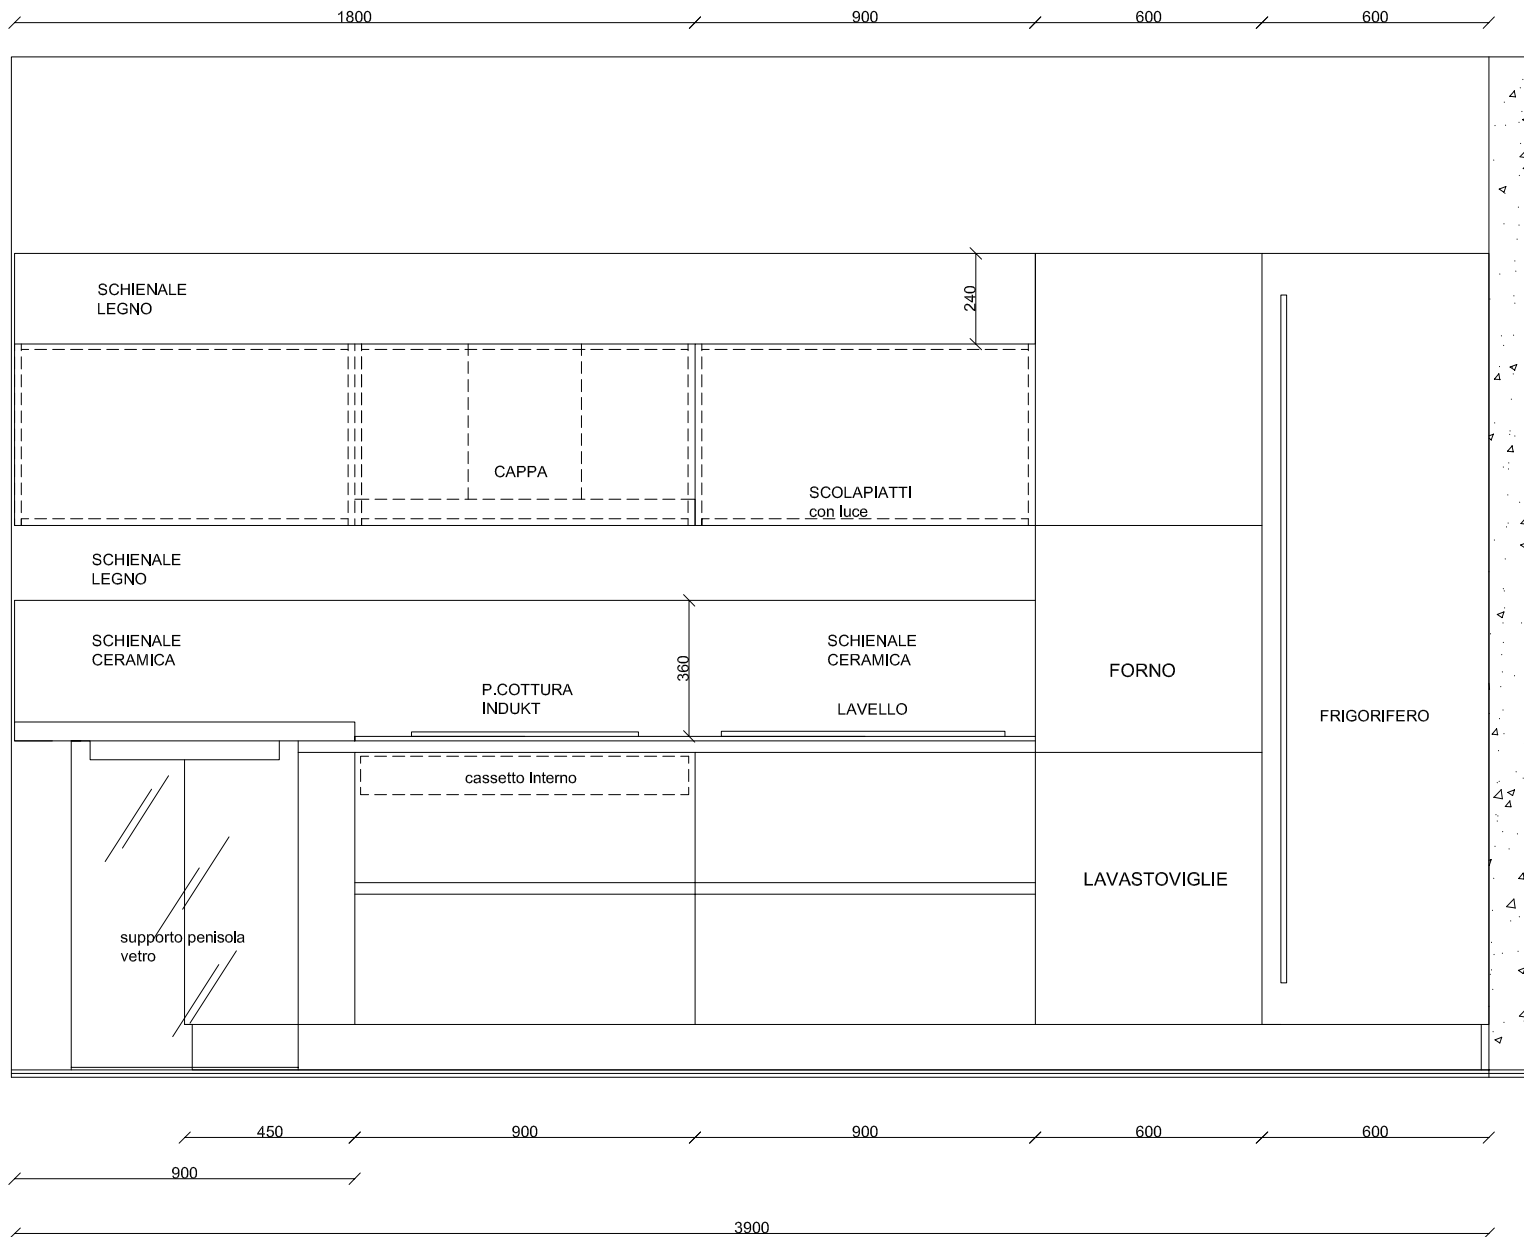 1800
900
600
600
SCHIENALE
LEGNO
240
CAPPA
SCOLAPIATTI
con luce
SCHIENALE
LEGNO
SCHIENALE
CERAMICA
360
SCHIENALE
CERAMICA
P.COTTURA
INDUKT
LAVELLO
FORNO
FRIGORIFERO
cassetto Interno
LAVASTOVIGLIE
supporto penisola
vetro
450
900
900
600
600
900
3900